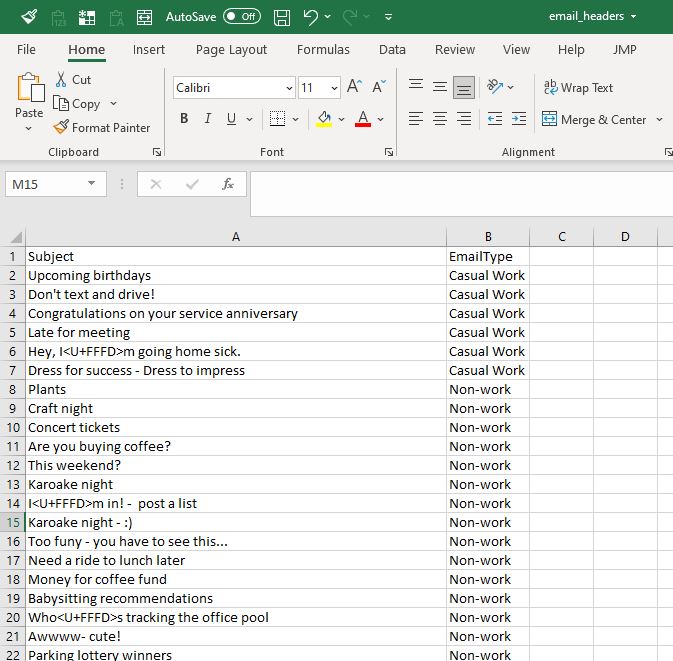 AutoSave Off email_headers
File Home Insert Page Layout Formulas Data Review View Help JMP
Paste
Cut
Copy
Format Painter
Clipboard
Calibri 11 A A
B I U A
Font
Wrap Text
Merge & Center
Alignment
M15 fx
A B C D
1 Subject EmailType
2 Upcoming birthdays Casual Work
3 Don't text and drive! Casual Work
4 Congratulations on your service anniversary Casual Work
5 Late for meeting Casual Work
6 Hey, I<U+FFFD>m going home sick. Casual Work
7 Dress for success - Dress to impress Casual Work
8 Plants Non-work
9 Craft night Non-work
10 Concert tickets Non-work
11 Are you buying coffee? Non-work
12 This weekend? Non-work
13 Karoake night Non-work
14 I<U+FFFD>m in! -  post a list Non-work
15 Karoake night - :) Non-work
16 Too funy - you have to see this... Non-work
17 Need a ride to lunch later Non-work
18 Money for coffee fund Non-work
19 Babysitting recommendations Non-work
20 Who<U+FFFD>s tracking the office pool Non-work
21 Awwww- cute! Non-work
22 Parking lottery winners Non-work